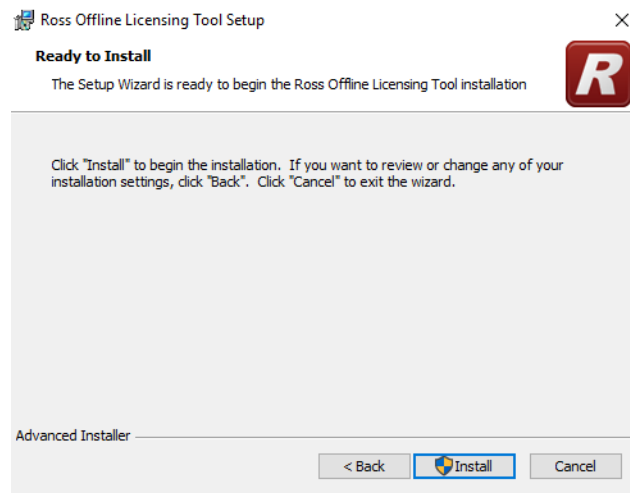 Ross Offline Licensing Tool Setup
Ready to Install
The Setup Wizard is ready to begin the Ross Offline Licensing Tool installation
R
Click "Install" to begin the installation. If you want to review or change any of your
installation settings, click "Back". Click "Cancel" to exit the wizard.
Advanced Installer
< Back
Install
Cancel